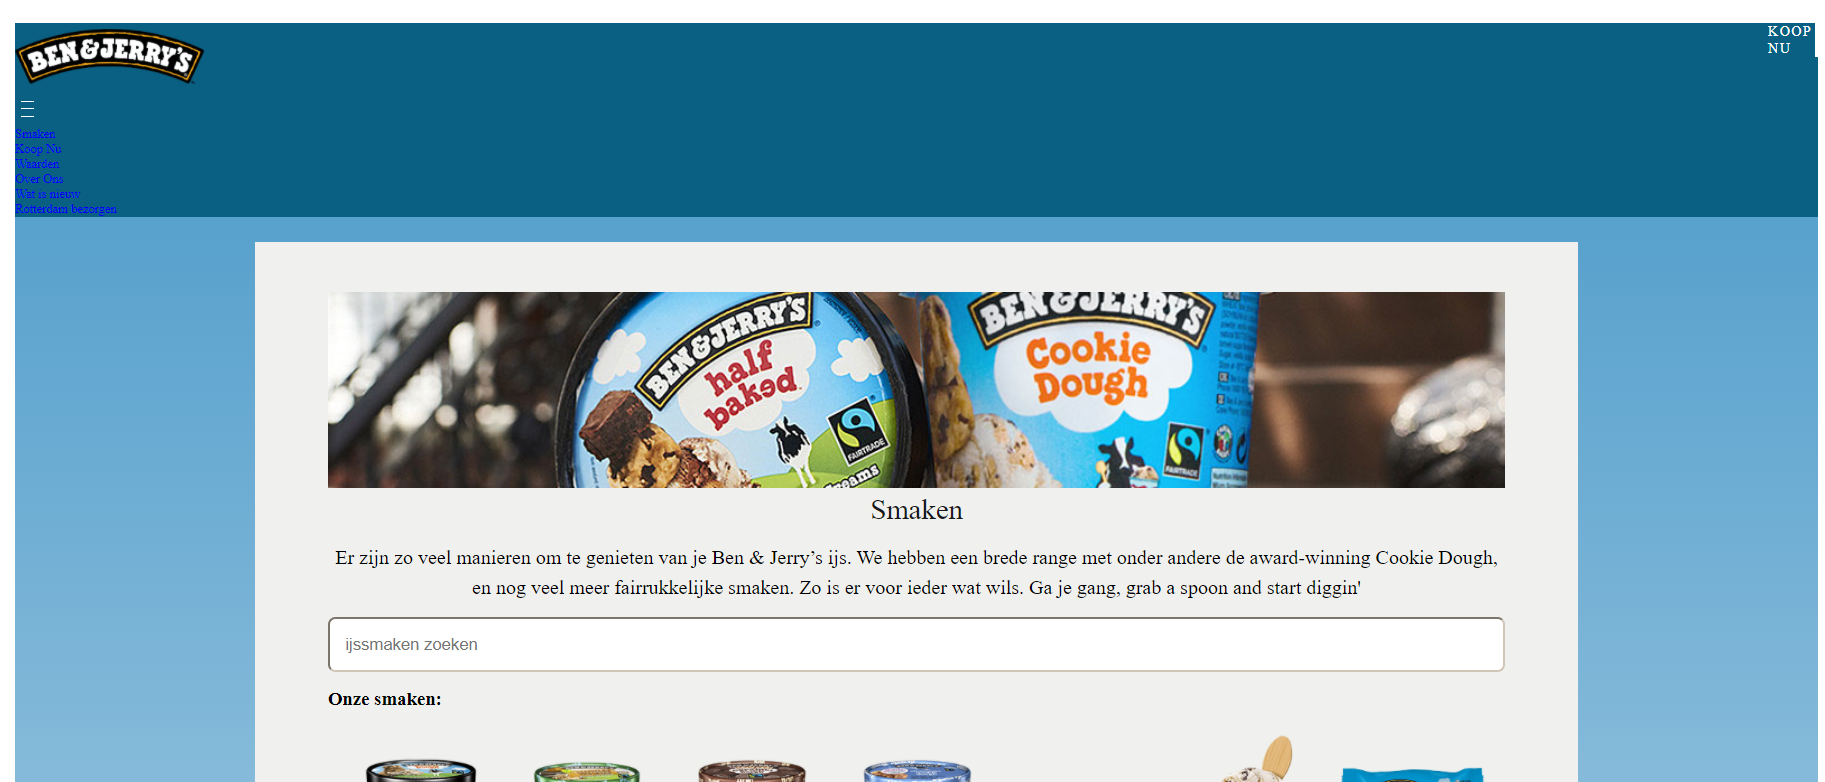 BEN & JERRY'S
KOOP
NU
Smaken
Koop Nu
Waarden
Over Ons
Wat is nieuw
Rotterdam bezorgen
BEN & JERRY'S
half
baked
FAIRTRADE
BEN & JERRY'S
Cookie
Dough
FAIRTRADE
Smaken
Er zijn zo veel manieren om te genieten van je Ben & Jerry’s ijs. We hebben een brede range met onder andere de award-winning Cookie Dough,
en nog veel meer fairrukkelijke smaken. Zo is er voor ieder wat wils. Ga je gang, grab a spoon and start diggin'
ijssmaken zoeken
Onze smaken: